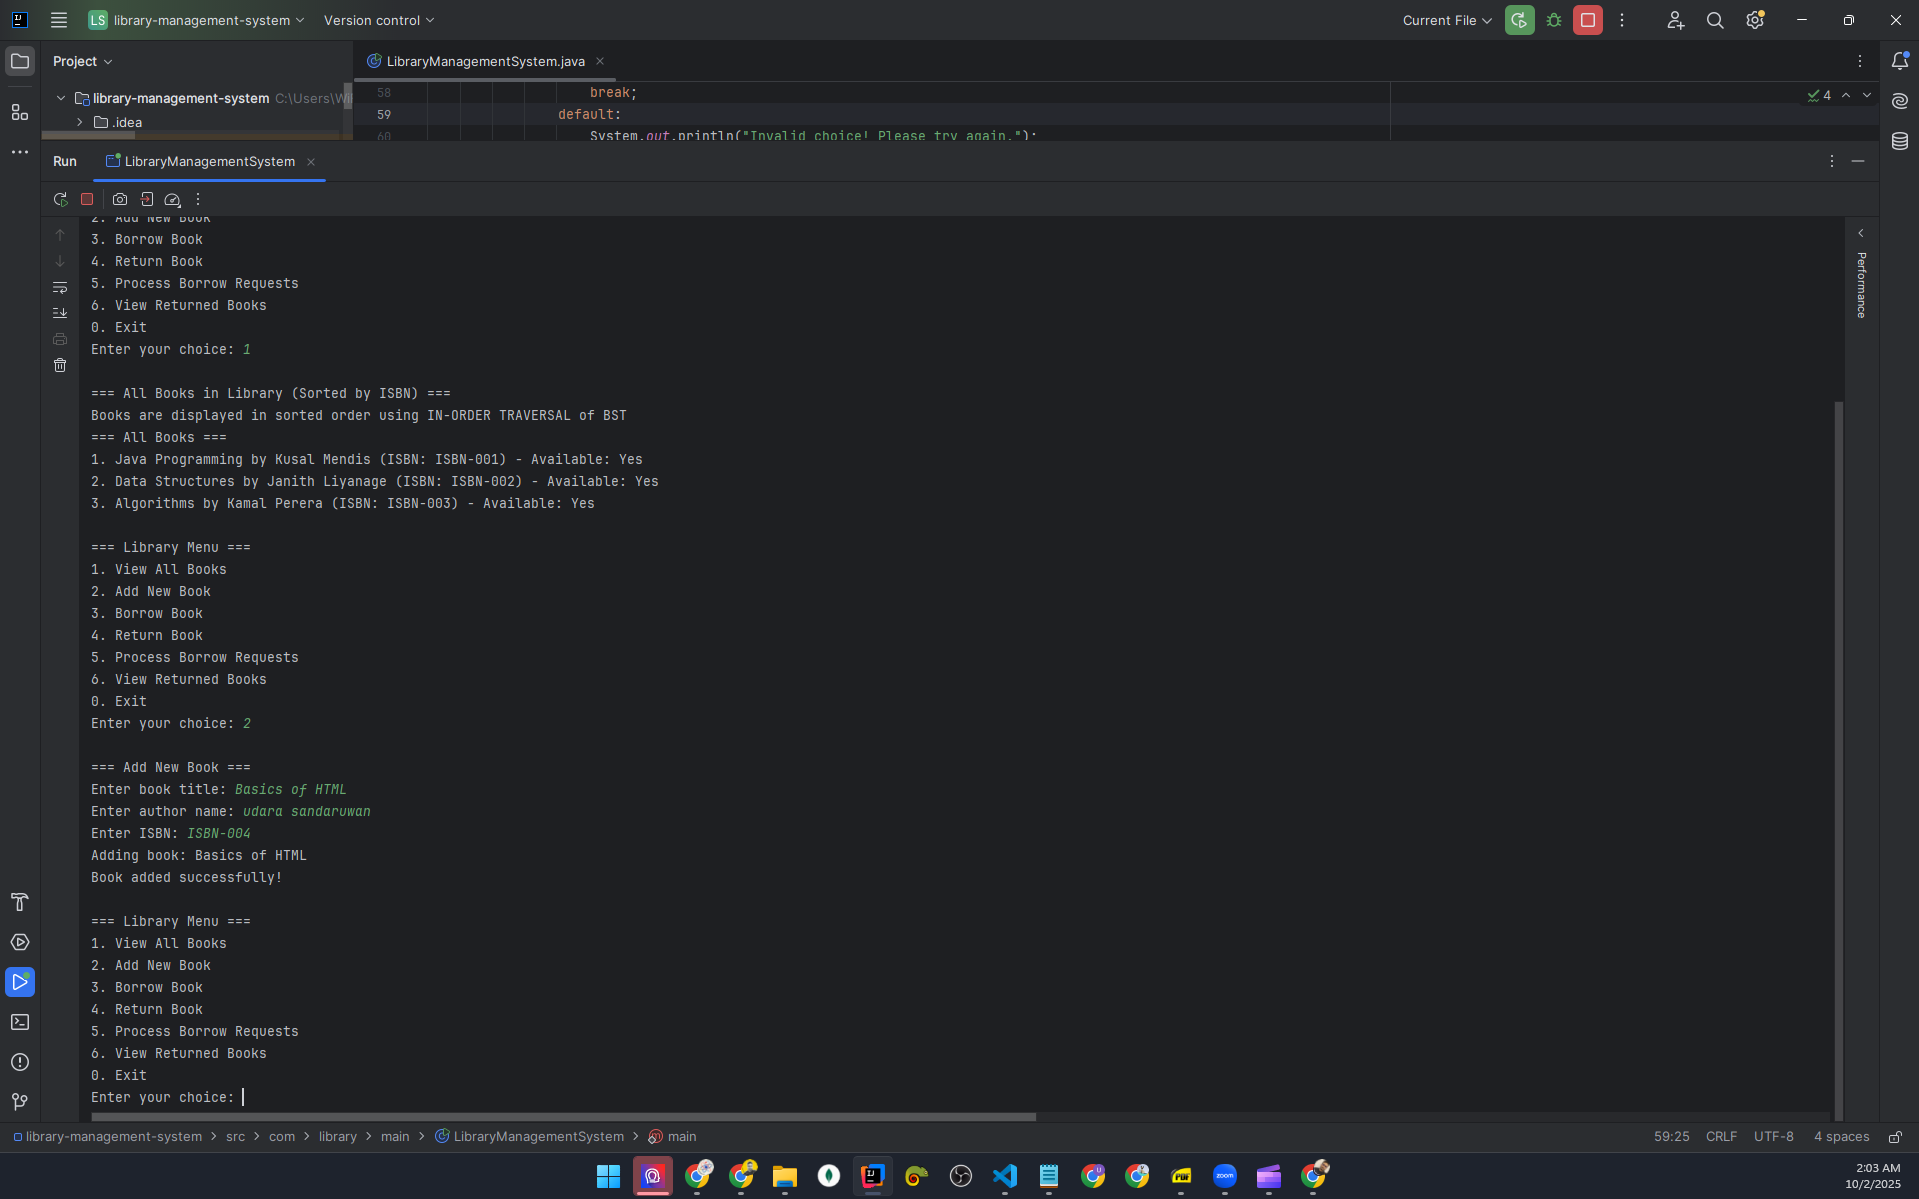 LS library-management-system Version control Current File
Project LibraryManagementSystem.java
library-management-system C:\Users\Wi
.idea
58 break;
4
59 default:
60 System.out.println("Invalid choice! Please try again.");
Run LibraryManagementSystem
2. Add New Book
3. Borrow Book
4. Return Book
5. Process Borrow Requests
6. View Returned Books
0. Exit
Enter your choice: 1
=== All Books in Library (Sorted by ISBN) ===
Books are displayed in sorted order using IN-ORDER TRAVERSAL of BST
=== All Books ===
1. Java Programming by Kusal Mendis (ISBN: ISBN-001) - Available: Yes
2. Data Structures by Janith Liyanage (ISBN: ISBN-002) - Available: Yes
3. Algorithms by Kamal Perera (ISBN: ISBN-003) - Available: Yes
=== Library Menu ===
1. View All Books
2. Add New Book
3. Borrow Book
4. Return Book
5. Process Borrow Requests
6. View Returned Books
0. Exit
Enter your choice: 2
=== Add New Book ===
Enter book title: Basics of HTML
Enter author name: udara sandaruwan
Enter ISBN: ISBN-004
Adding book: Basics of HTML
Book added successfully!
=== Library Menu ===
1. View All Books
2. Add New Book
3. Borrow Book
4. Return Book
5. Process Borrow Requests
6. View Returned Books
0. Exit
Enter your choice:
Performance
library-management-system > src > com > library > main > LibraryManagementSystem > main 59:25 CRLF UTF-8 4 spaces
PDF zoom
2:03 AM
10/2/2025